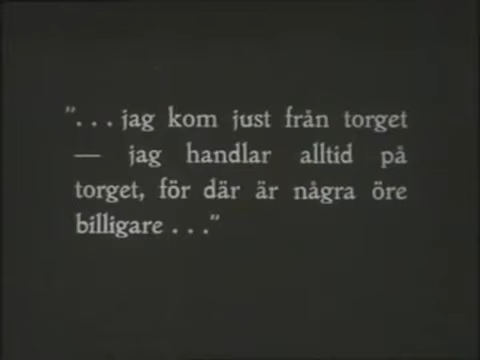 ”. . . jag kom just från torget
— jag handlar alltid på
torget, för där är några öre
billigare . . .”